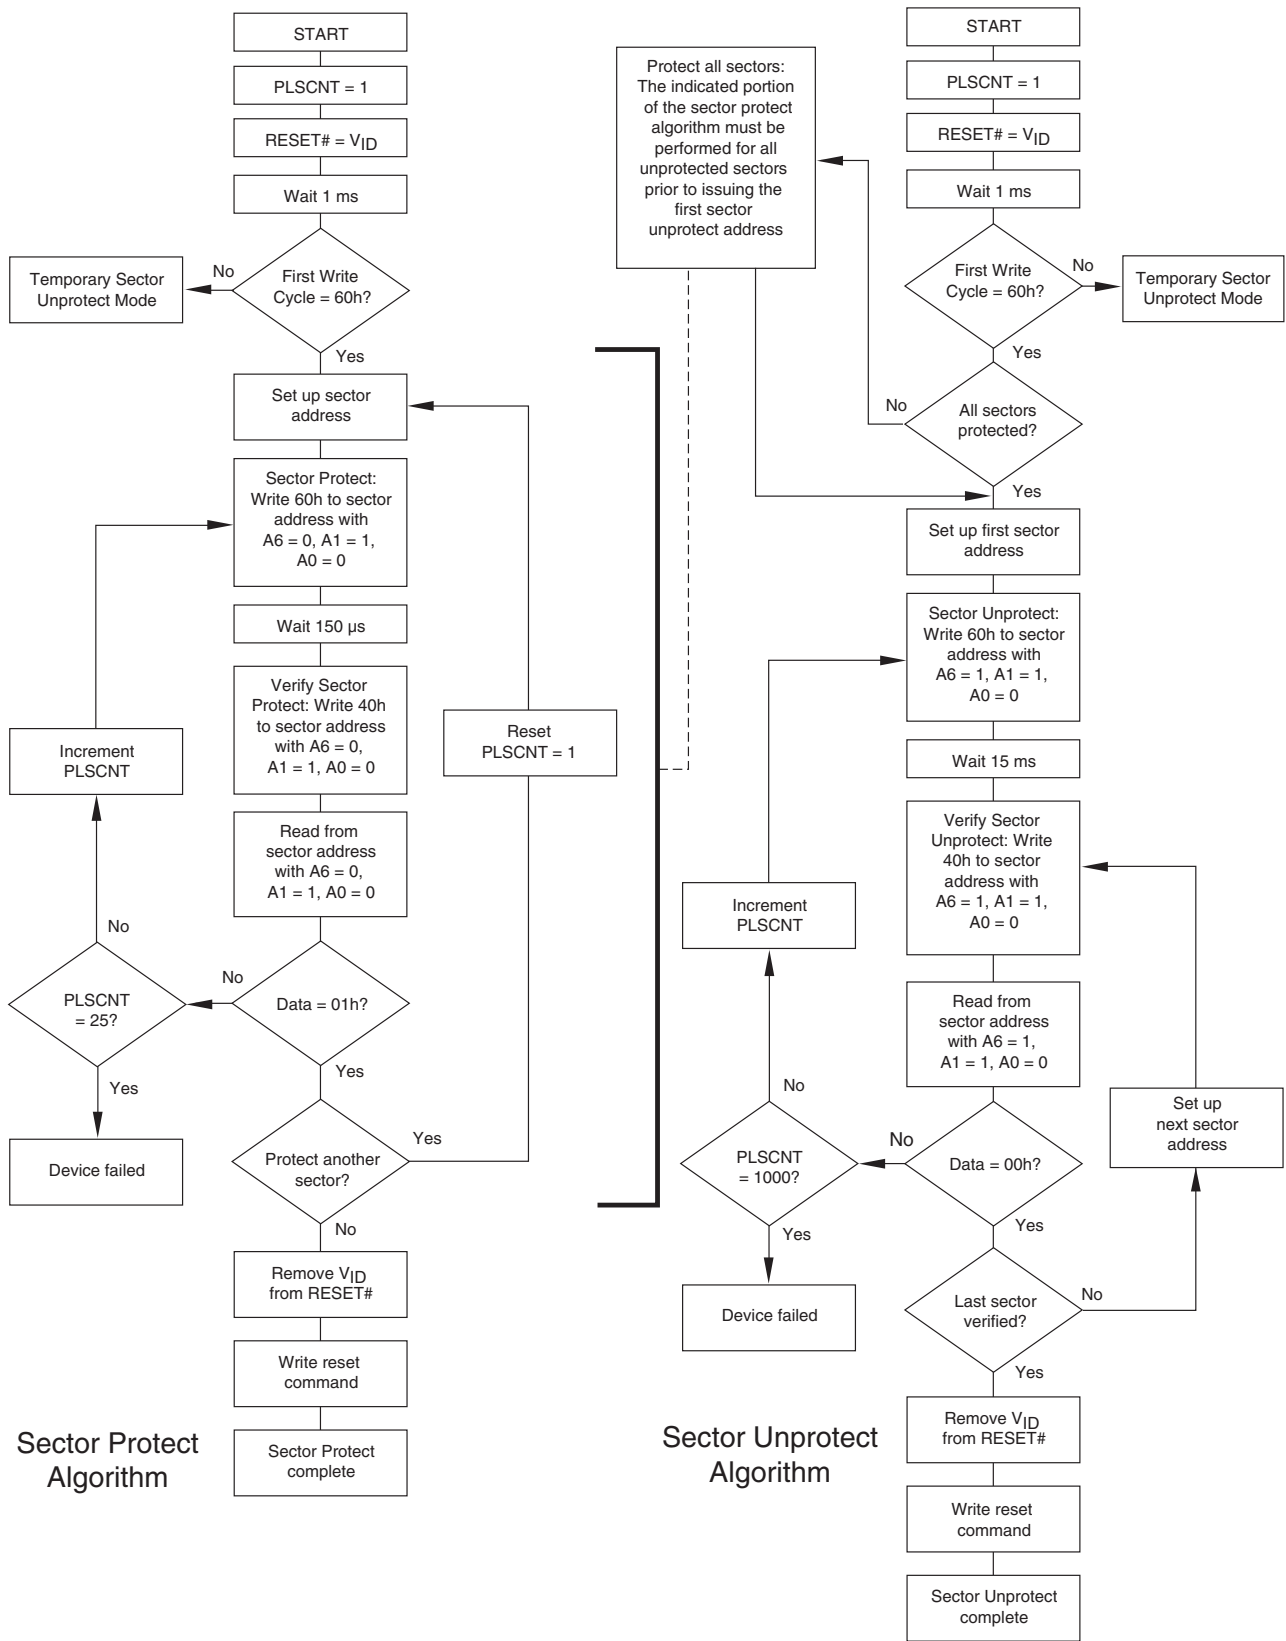 START
PLSCNT = 1
RESET# = VID
Wait 1 ms
No
First Write
Cycle = 60h?
Temporary Sector
Unprotect Mode
Yes
Set up sector
address
Sector Protect:
Write 60h to sector
address with
A6 = 0, A1 = 1,
A0 = 0
Wait 150 µs
Verify Sector
Protect: Write 40h
to sector address
with A6 = 0,
A1 = 1, A0 = 0
Increment
PLSCNT
Reset
PLSCNT = 1
Read from
sector address
with A6 = 0,
A1 = 1, A0 = 0
No
No
PLSCNT
= 25?
Data = 01h?
Yes
Yes
Device failed
Protect another
sector?
Yes
No
Remove VID
from RESET#
Write reset
command
Sector Protect
complete
Sector Protect
Algorithm
Protect all sectors:
The indicated portion
of the sector protect
algorithm must be
performed for all
unprotected sectors
prior to issuing the
first sector
unprotect address
START
PLSCNT = 1
RESET# = VID
Wait 1 ms
First Write
Cycle = 60h?
No
Temporary Sector
Unprotect Mode
Yes
No
All sectors
protected?
Yes
Set up first sector
address
Sector Unprotect:
Write 60h to sector
address with
A6 = 1, A1 = 1,
A0 = 0
Wait 15 ms
Verify Sector
Unprotect: Write
40h to sector
address with
A6 = 1, A1 = 1,
A0 = 0
Increment
PLSCNT
Read from
sector address
with A6 = 1,
A1 = 1, A0 = 0
No
Set up
next sector
address
No
PLSCNT
= 1000?
Data = 00h?
Yes
Yes
Device failed
Last sector
verified?
No
Yes
Remove VID
from RESET#
Write reset
command
Sector Unprotect
complete
Sector Unprotect
Algorithm